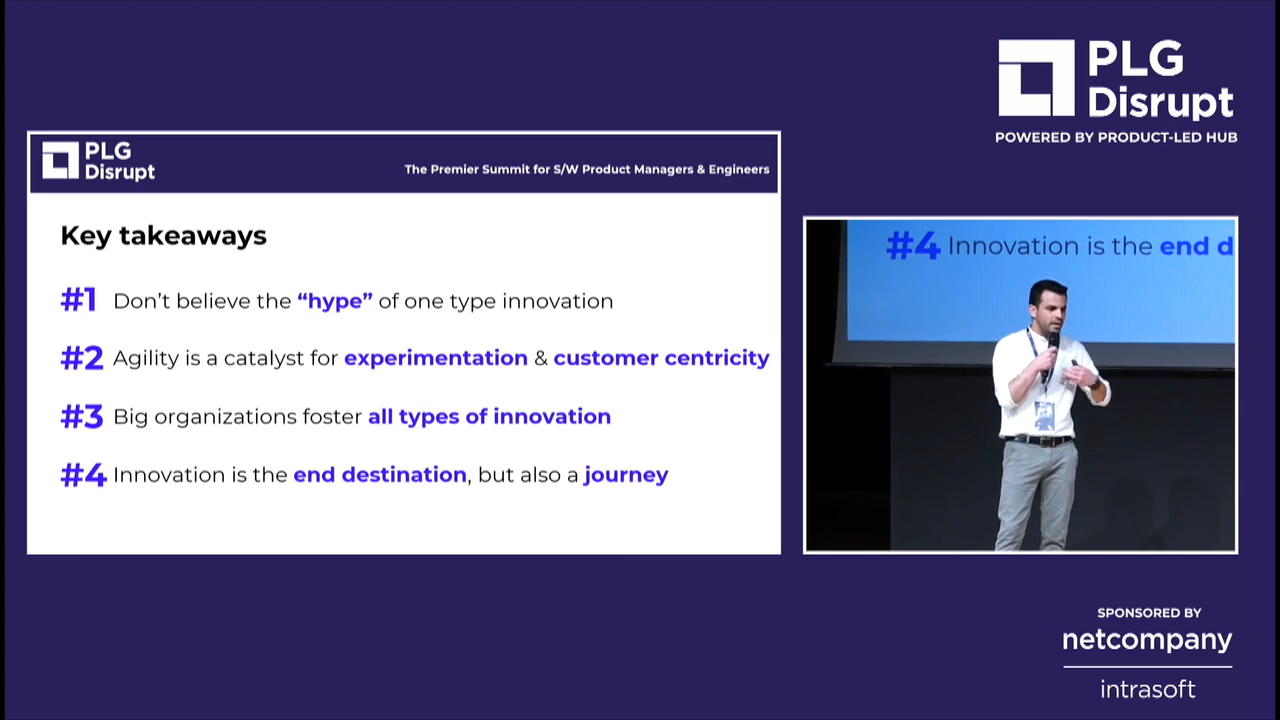 PLG
Disrupt
POWERED BY PRODUCT-LED HUB
PLG
Disrupt
The Premier Summit for S/W Product Managers & Engineers
Key takeaways
#1 Don’t believe the “hype” of one type innovation
#2 Agility is a catalyst for experimentation & customer centricity
#3 Big organizations foster all types of innovation
#4 Innovation is the end destination, but also a journey
#4 Innovation is the end d
SPONSORED BY
netcompany
intrasoft